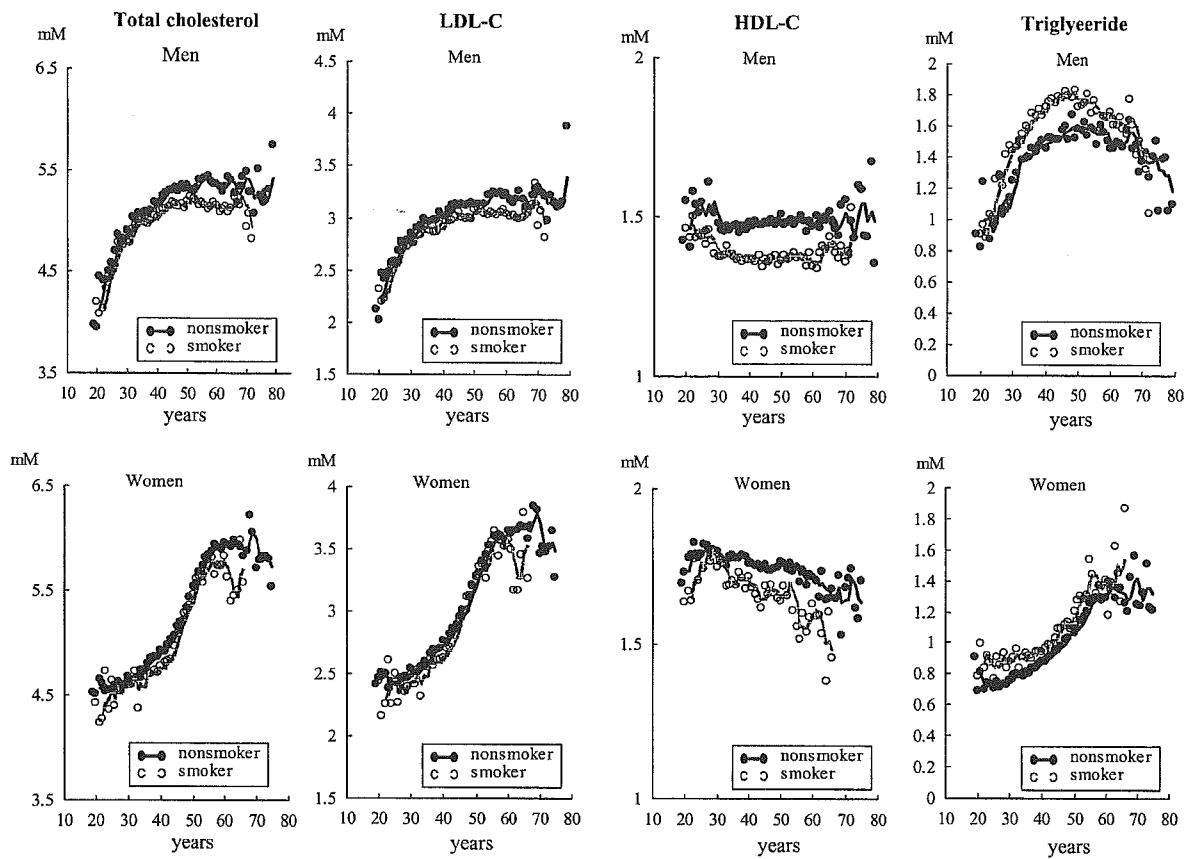 Total cholesterol
mM
Men
6.5
5.5
4.5
3.5
nonsmoker
smoker
10 20 30 40 50 60 70 80
years
LDL-C
Men
4.5
4
3.5
3
2.5
2
1.5
nonsmoker
smoker
10 20 30 40 50 60 70 80
years
HDL-C
mM
Men
2
1.5
1
nonsmoker
smoker
10 20 30 40 50 60 70 80
years
Triglyeeride
mM
Men
2
1.8
1.6
1.4
1.2
1
0.8
0.6
0.4
0.2
0
nonsmoker
smoker
10 20 30 40 50 60 70 80
years
mM
Women
6.5
5.5
4.5
3.5
nonsmoker
smoker
10 20 30 40 50 60 70 80
years
mM
Women
4
3.5
3
2.5
2
1.5
nonsmoker
smoker
10 20 30 40 50 60 70 80
years
mM
Women
2
1.5
1
nonsmoker
smoker
10 20 30 40 50 60 70 80
years
mM
Women
2
1.8
1.6
1.4
1.2
1
0.8
0.6
0.4
0.2
0
nonsmoker
smoker
10 20 30 40 50 60 70 80
years